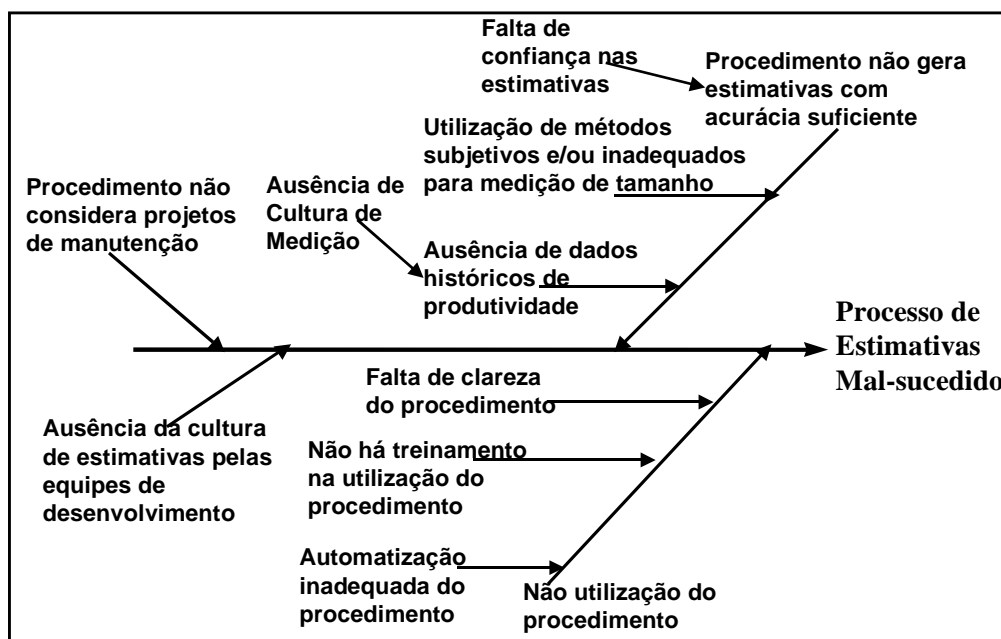 Falta de
confiança nas
estimativas
Procedimento não gera
estimativas com
acurácia suficiente
Utilização de métodos
subjetivos e/ou inadequados
para medição de tamanho
Procedimento não
considera projetos
de manutenção
Ausência de
Cultura de
Medição
Ausência de dados
históricos de
produtividade
Processo de
Estimativas
Mal-sucedido
Falta de clareza
do procedimento
Ausência da cultura
de estimativas pelas
equipes de
desenvolvimento
Não há treinamento
na utilização do
procedimento
Automatização
inadequada do
procedimento
Não utilização do
procedimento